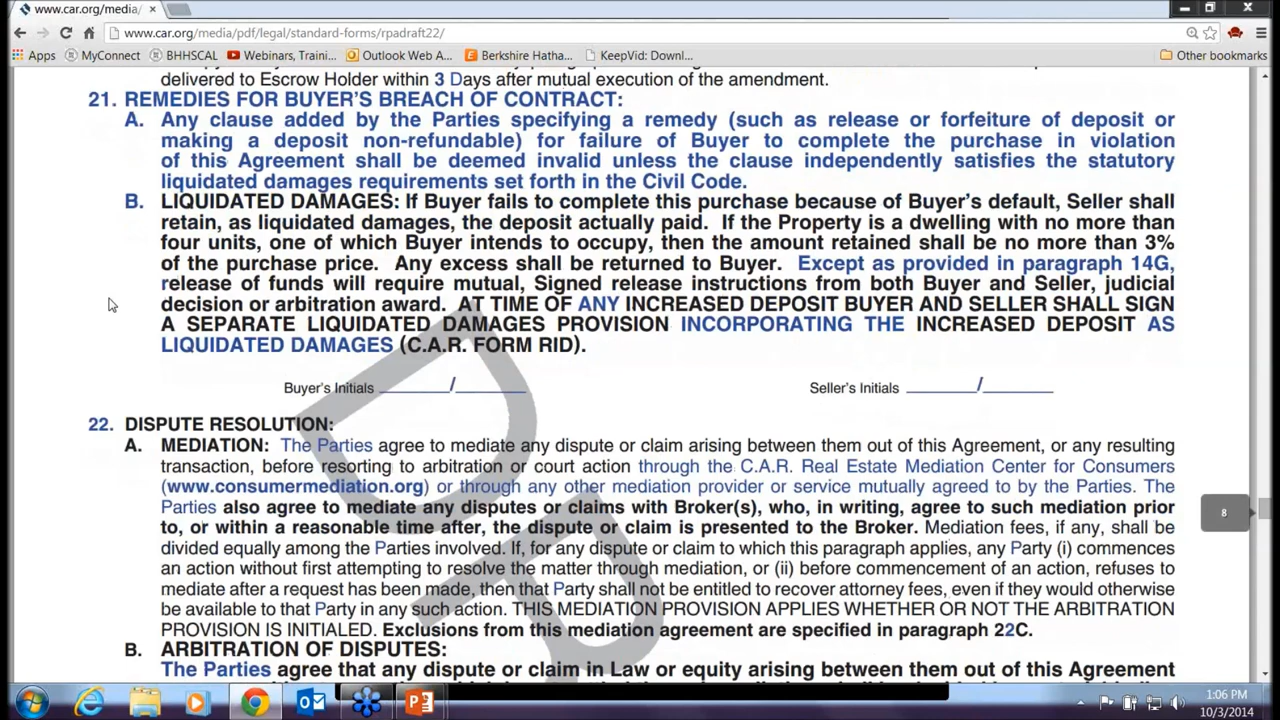 www.car.org/media/
www.car.org/media/pdf/legal/standard-forms/rpadraft22/
Apps MyConnect BHHSCAL Webinars, Traini... Outlook Web A... Berkshire Hatha... KeepVid: Downl... Other bookmarks
delivered to Escrow Holder within 3 Days after mutual execution of the amendment.
21. REMEDIES FOR BUYER'S BREACH OF CONTRACT:
A. Any clause added by the Parties specifying a remedy (such as release or forfeiture of deposit or
making a deposit non-refundable) for failure of Buyer to complete the purchase in violation
of this Agreement shall be deemed invalid unless the clause independently satisfies the statutory
liquidated damages requirements set forth in the Civil Code.
B. LIQUIDATED DAMAGES: If Buyer fails to complete this purchase because of Buyer's default, Seller shall
retain, as liquidated damages, the deposit actually paid. If the Property is a dwelling with no more than
four units, one of which Buyer intends to occupy, then the amount retained shall be no more than 3%
of the purchase price. Any excess shall be returned to Buyer. Except as provided in paragraph 14G,
release of funds will require mutual, Signed release instructions from both Buyer and Seller, judicial
decision or arbitration award. AT TIME OF ANY INCREASED DEPOSIT BUYER AND SELLER SHALL SIGN
A SEPARATE LIQUIDATED DAMAGES PROVISION INCORPORATING THE INCREASED DEPOSIT AS
LIQUIDATED DAMAGES (C.A.R. FORM RID).
Buyer's Initials ______/______ Seller's Initials ______/______
22. DISPUTE RESOLUTION:
A. MEDIATION: The Parties agree to mediate any dispute or claim arising between them out of this Agreement, or any resulting
transaction, before resorting to arbitration or court action through the C.A.R. Real Estate Mediation Center for Consumers
(www.consumermediation.org) or through any other mediation provider or service mutually agreed to by the Parties. The
Parties also agree to mediate any disputes or claims with Broker(s), who, in writing, agree to such mediation prior
to, or within a reasonable time after, the dispute or claim is presented to the Broker. Mediation fees, if any, shall be
divided equally among the Parties involved. If, for any dispute or claim to which this paragraph applies, any Party (i) commences
an action without first attempting to resolve the matter through mediation, or (ii) before commencement of an action, refuses to
mediate after a request has been made, then that Party shall not be entitled to recover attorney fees, even if they would otherwise
be available to that Party in any such action. THIS MEDIATION PROVISION APPLIES WHETHER OR NOT THE ARBITRATION
PROVISION IS INITIALED. Exclusions from this mediation agreement are specified in paragraph 22C.
8
B. ARBITRATION OF DISPUTES:
The Parties agree that any dispute or claim in Law or equity arising between them out of this Agreement
1:06 PM
10/3/2014